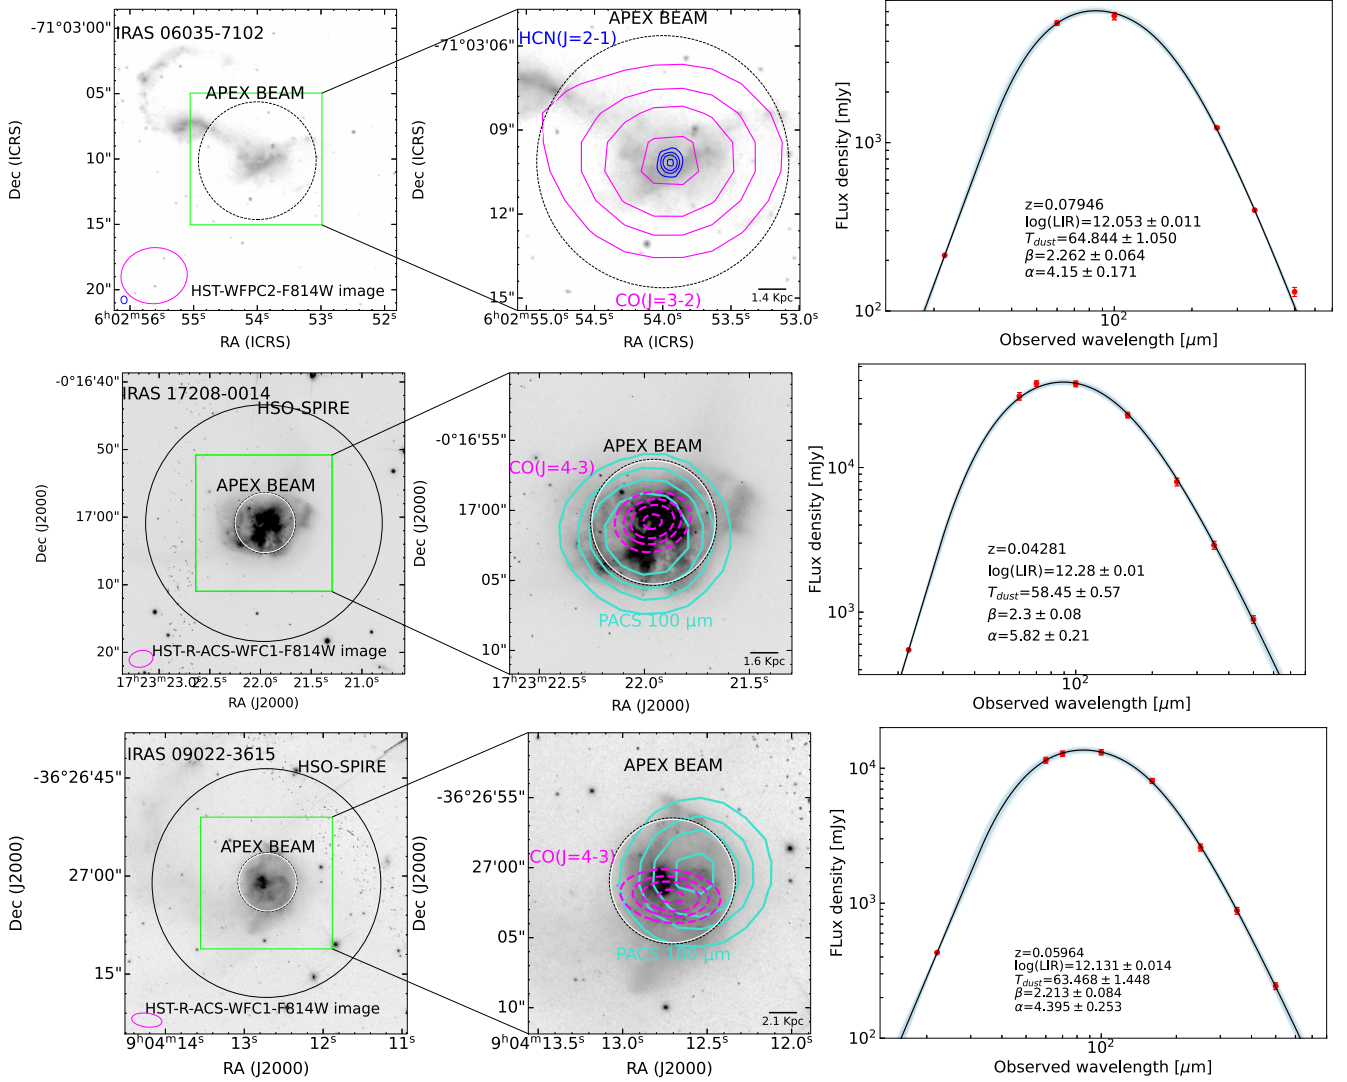 IRAS 06035-7102
APEX BEAM
HST-WFPC2-F814W image
-71°03'00"
05"
10"
15"
20"
Dec (ICRS)
6ʰ02ᵐ56ˢ 55ˢ 54ˢ 53ˢ 52ˢ
RA (ICRS)
APEX BEAM
HCN(J=2-1)
CO(J=3-2)
1.4 Kpc
-71°03'06"
09"
12"
15"
Dec (ICRS)
6ʰ02ᵐ55.0ˢ 54.5ˢ 54.0ˢ 53.5ˢ 53.0ˢ
RA (ICRS)
FLux density [mJy]
10³
10²
z=0.07946
log(LIR)=12.053 ± 0.011
T_dust=64.844 ± 1.050
β=2.262 ± 0.064
α=4.15 ± 0.171
10²
Observed wavelength [μm]
IRAS 17208-0014
HSO-SPIRE
APEX BEAM
HST-R-ACS-WFC1-F814W image
-0°16'40"
50"
17'00"
10"
20"
Dec (J2000)
17ʰ23ᵐ23.0ˢ 22.5ˢ 22.0ˢ 21.5ˢ 21.0ˢ
RA (J2000)
APEX BEAM
CO(J=4-3)
PACS 100 μm
1.6 Kpc
-0°16'55"
17'00"
05"
10"
Dec (J2000)
17ʰ23ᵐ22.5ˢ 22.0ˢ 21.5ˢ
RA (J2000)
FLux density [mJy]
10⁴
10³
z=0.04281
log(LIR)=12.28 ± 0.01
T_dust=58.45 ± 0.57
β=2.3 ± 0.08
α=5.82 ± 0.21
10²
Observed wavelength [μm]
IRAS 09022-3615
HSO-SPIRE
APEX BEAM
HST-R-ACS-WFC1-F814W image
-36°26'45"
27'00"
15"
Dec (J2000)
9ʰ04ᵐ14ˢ 13ˢ 12ˢ 11ˢ
RA (J2000)
APEX BEAM
CO(J=4-3)
PACS 100 μm
2.1 Kpc
-36°26'55"
27'00"
05"
10"
Dec (J2000)
9ʰ04ᵐ13.5ˢ 13.0ˢ 12.5ˢ 12.0ˢ
RA (J2000)
FLux density [mJy]
10⁴
10³
10²
z=0.05964
log(LIR)=12.131 ± 0.014
T_dust=63.468 ± 1.448
β=2.213 ± 0.084
α=4.395 ± 0.253
10²
Observed wavelength [μm]